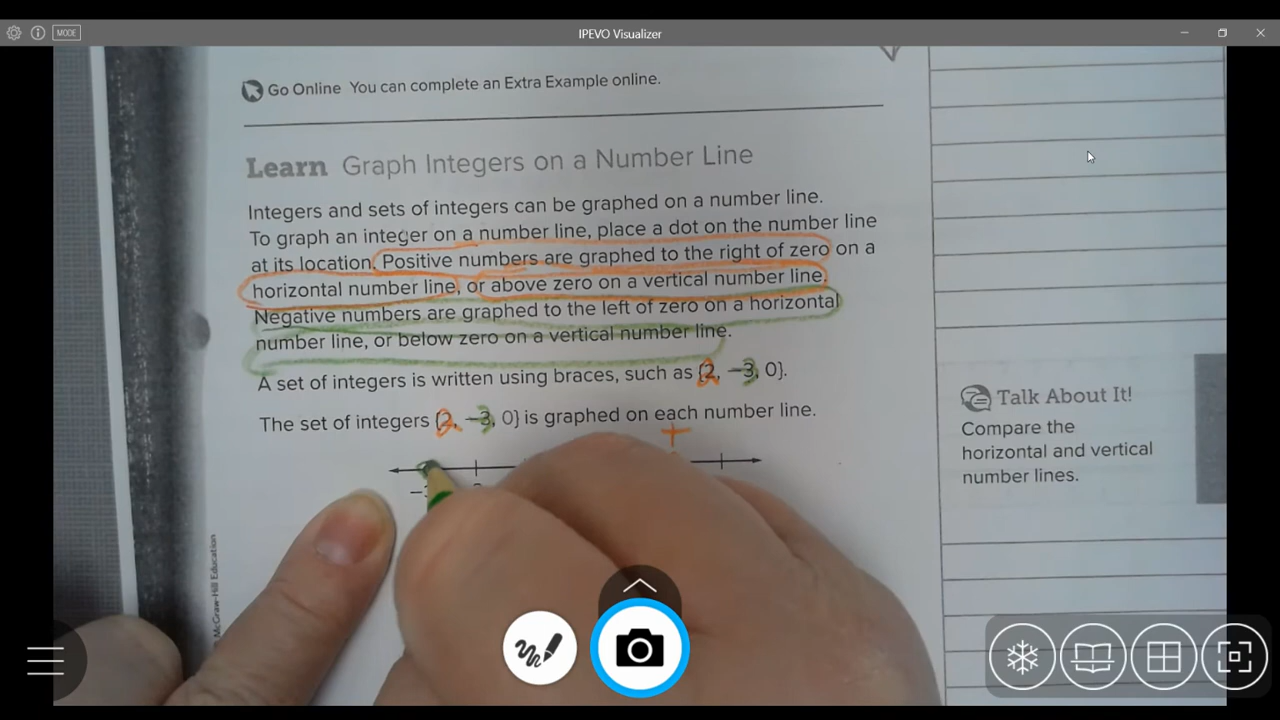 MODE
IPEVO Visualizer
Go Online You can complete an Extra Example online.
Learn Graph Integers on a Number Line
Integers and sets of integers can be graphed on a number line.
To graph an integer on a number line, place a dot on the number line
at its location. Positive numbers are graphed to the right of zero on a
horizontal number line, or above zero on a vertical number line.
Negative numbers are graphed to the left of zero on a horizontal
number line, or below zero on a vertical number line.
A set of integers is written using braces, such as {2, −3, 0}.
The set of integers {2, −3, 0} is graphed on each number line.
+
Talk About It!
Compare the
horizontal and vertical
number lines.
McGraw-Hill Education